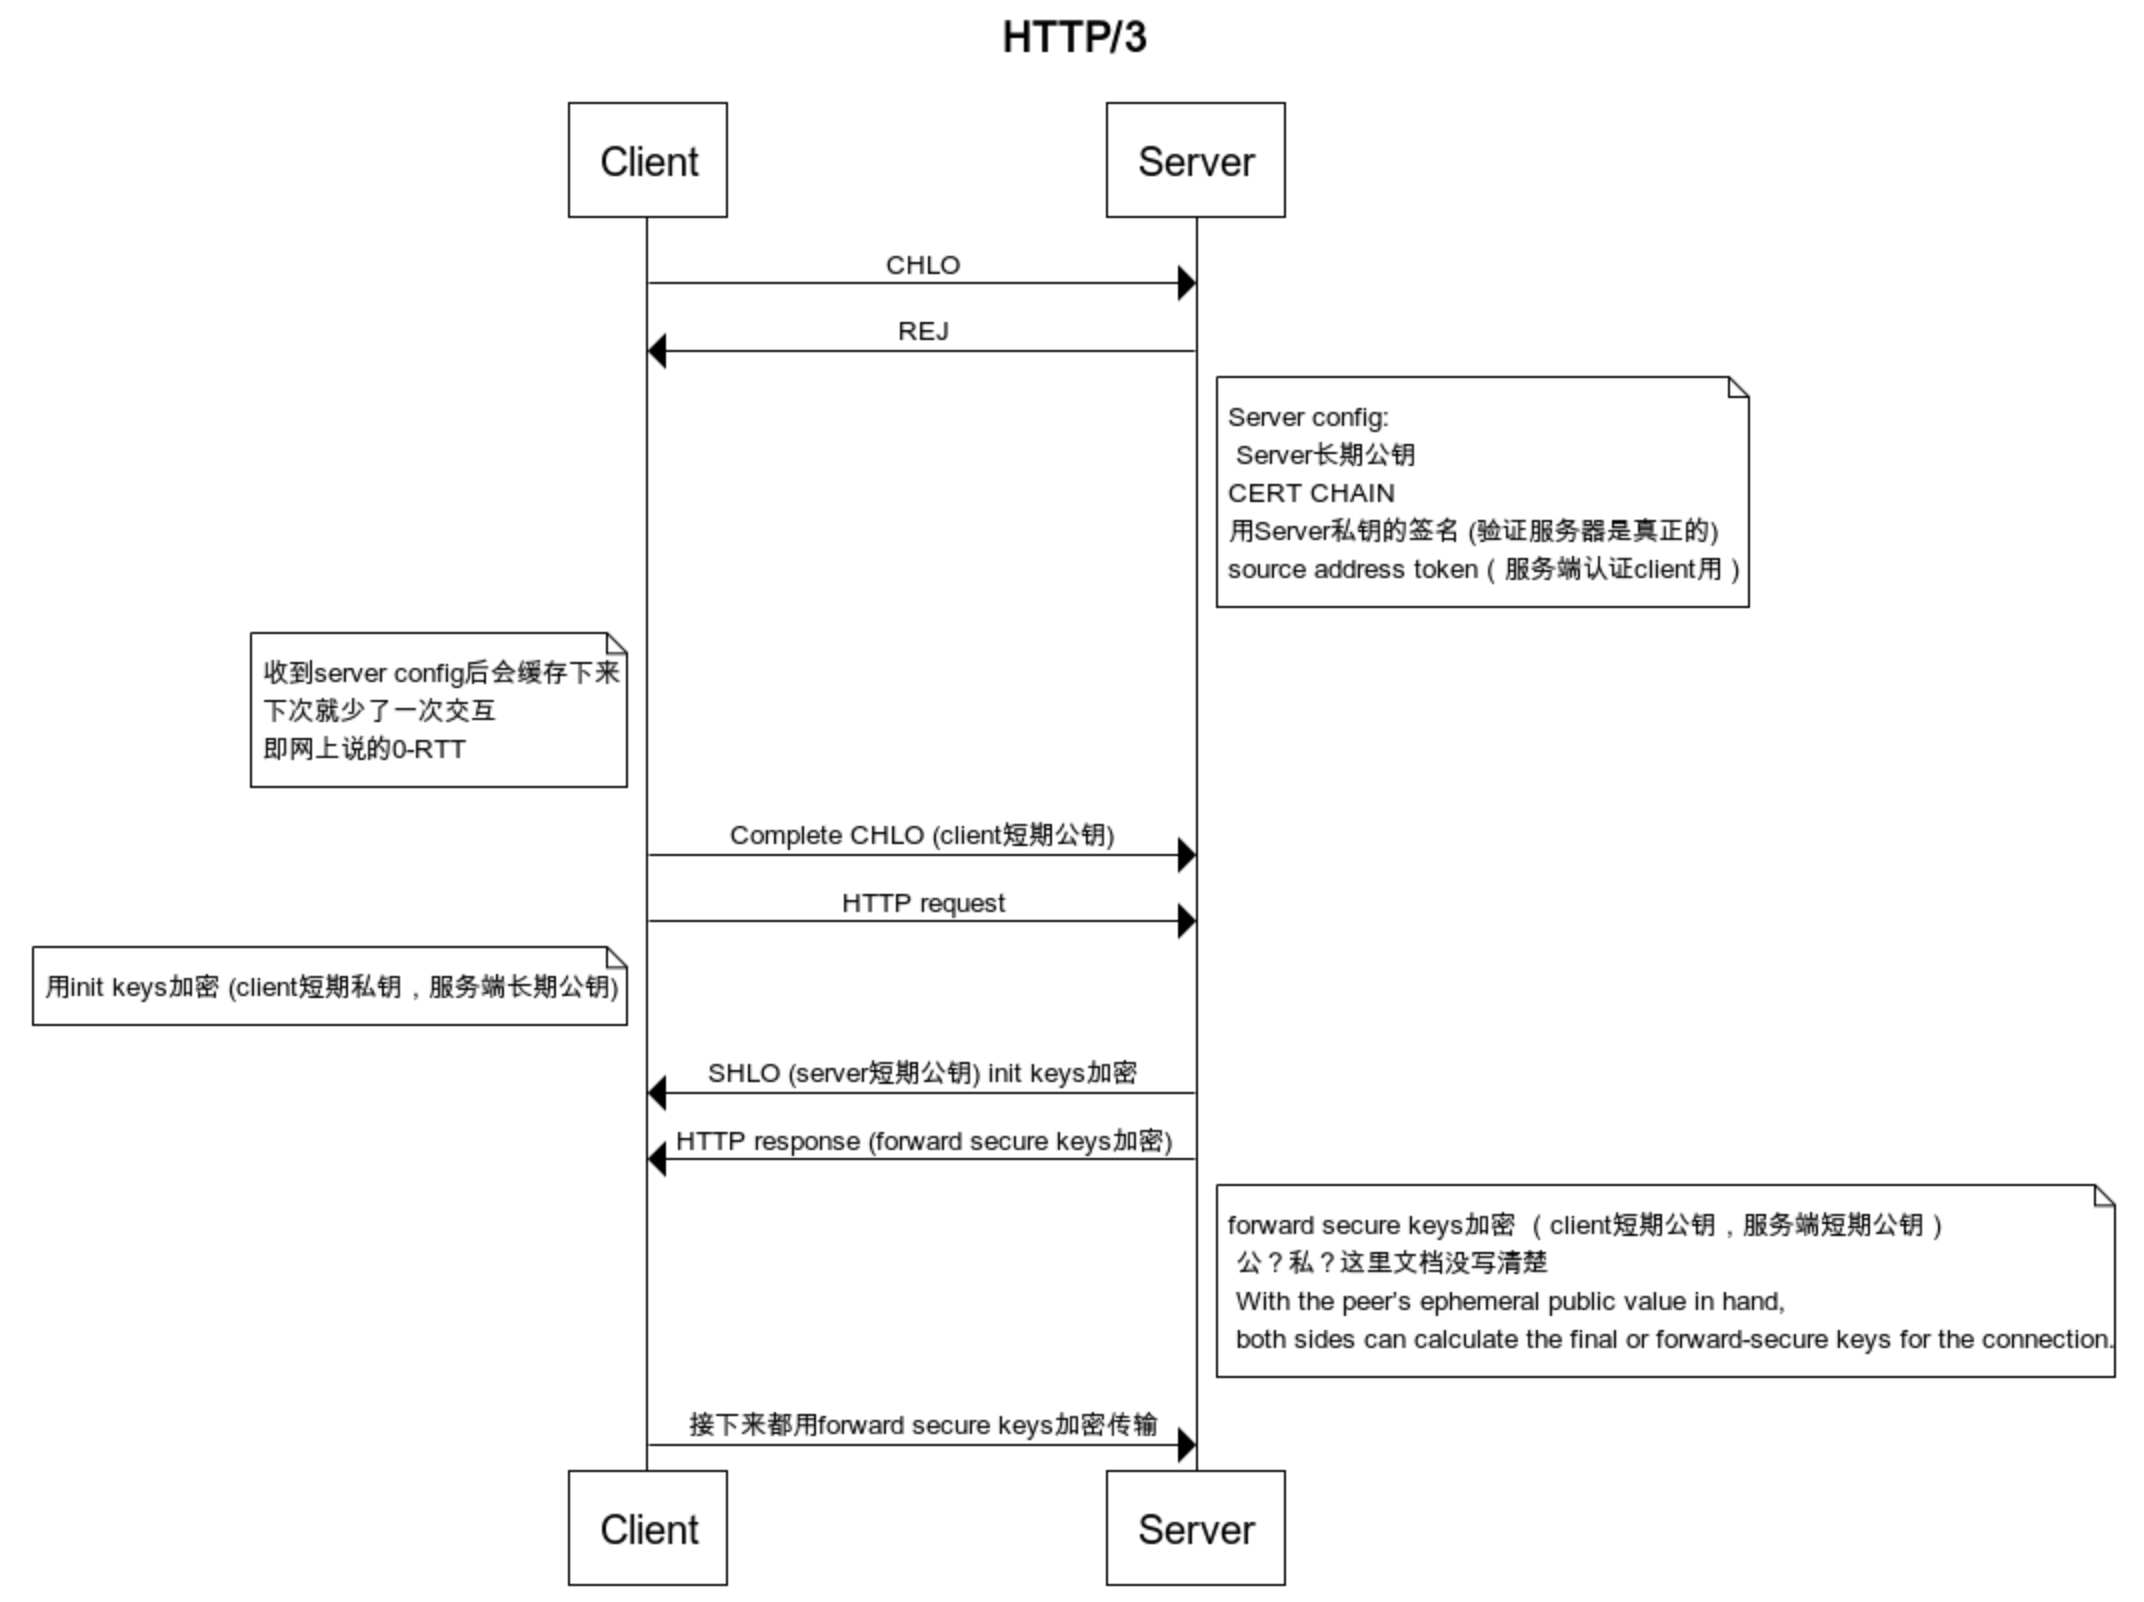 HTTP/3
Client
Server
CHLO
REJ
Server config:
Server长期公钥
CERT CHAIN
用Server私钥的签名 (验证服务器是真正的)
source address token ( 服务端认证client用 )
收到server config后会缓存下来
下次就少了一次交互
即网上说的0-RTT
Complete CHLO (client短期公钥)
HTTP request
用init keys加密 (client短期私钥，服务端长期公钥)
SHLO (server短期公钥) init keys加密
HTTP response (forward secure keys加密)
forward secure keys加密 ( client短期公钥，服务端短期公钥 )
公？私？这里文档没写清楚
With the peer's ephemeral public value in hand,
both sides can calculate the final or forward-secure keys for the connection.
接下来都用forward secure keys加密传输
Client
Server